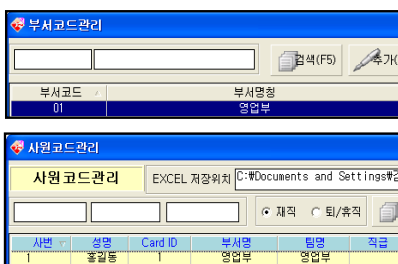 부서코드관리
검색(F5) 추가(
부서코드 부서명칭
01 영업부
사원코드관리
사원코드관리 EXCEL 저장위치 C:₩Documents and Settings₩
재직 퇴/휴직
사번 성명 Card ID 부서명 팀명 직급
1 홍길동 1 영업부 영업부